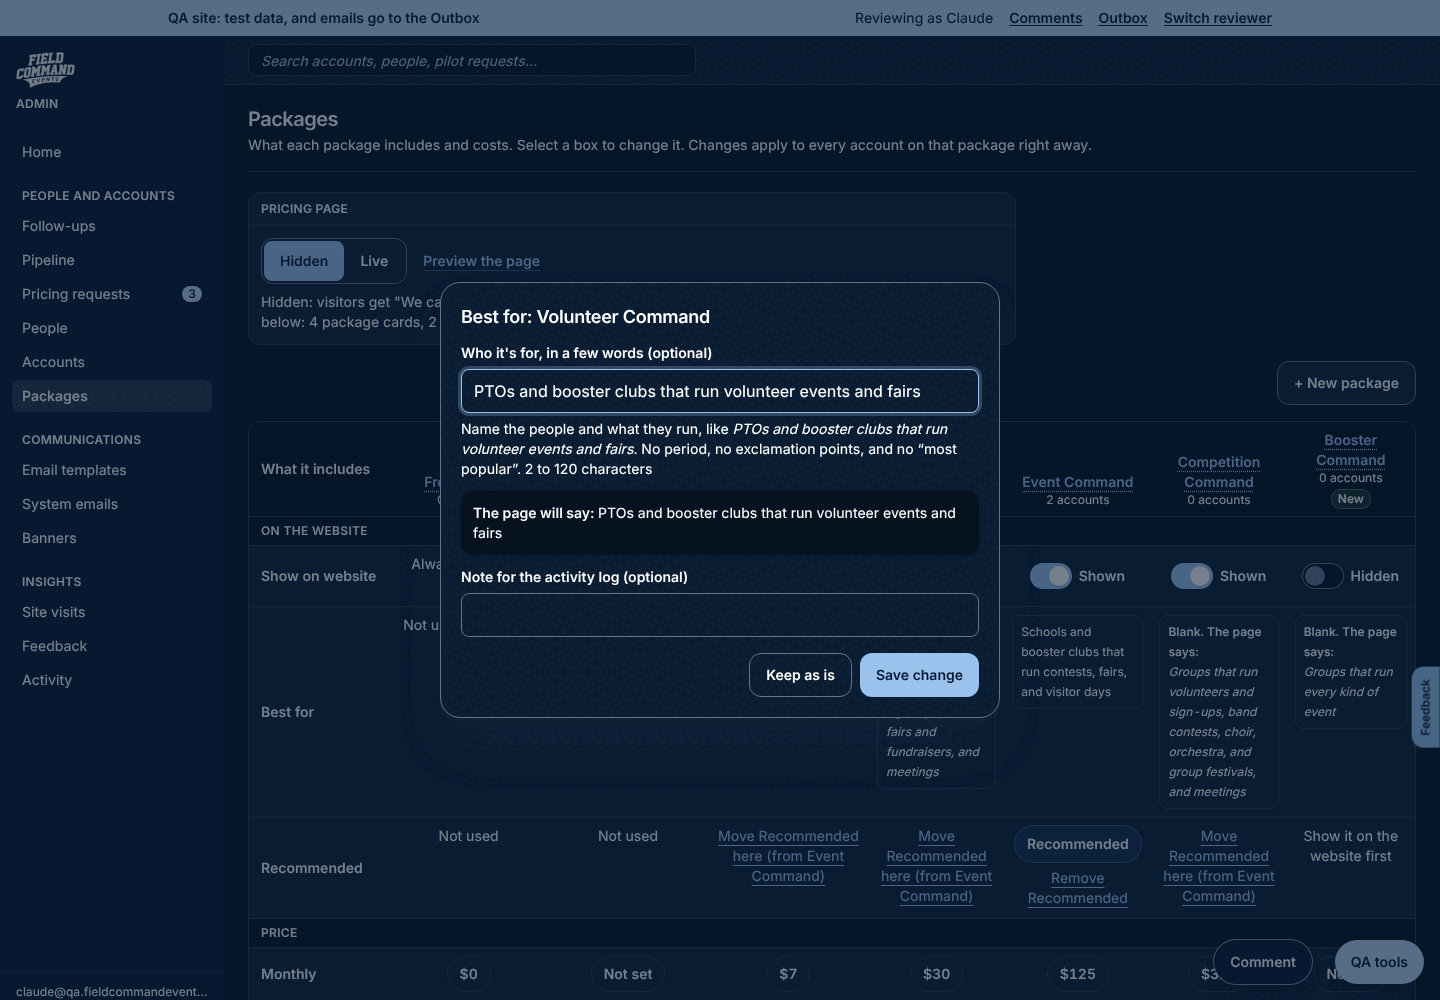 QA site: test data, and emails go to the Outbox
Reviewing as Claude Comments Outbox Switch reviewer
FIELD COMMAND EVENTS
ADMIN
Search accounts, people, pilot requests...
Home
PEOPLE AND ACCOUNTS
Follow-ups
Pipeline
Pricing requests 3
People
Accounts
Packages
COMMUNICATIONS
Email templates
System emails
Banners
INSIGHTS
Site visits
Feedback
Activity
claude@qa.fieldcommandevent...
Packages
What each package includes and costs. Select a box to change it. Changes apply to every account on that package right away.
PRICING PAGE
Hidden Live Preview the page
Hidden: visitors get "We
below: 4 package cards, 2
+ New package
Best for: Volunteer Command
Who it's for, in a few words (optional)
PTOs and booster clubs that run volunteer events and fairs
Name the people and what they run, like PTOs and booster clubs that run
volunteer events and fairs. No period, no exclamation points, and no “most
popular”. 2 to 120 characters
The page will say: PTOs and booster clubs that run volunteer events and
fairs
Note for the activity log (optional)
Keep as is Save change
What it includes
Event Command
2 accounts
Competition
Command
0 accounts
Booster
Command
0 accounts
New
ON THE WEBSITE
Show on website
Shown Shown Hidden
Best for
Not
fairs and
fundraisers, and
meetings
Schools and
booster clubs that
run contests, fairs,
and visitor days
Blank. The page
says:
Groups that run
volunteers and
sign-ups, band
contests, choir,
orchestra, and
group festivals,
and meetings
Blank. The page
says:
Groups that run
every kind of
event
Recommended
Not used
Not used
Move Recommended
here (from Event
Command)
Move
Recommended
here (from Event
Command)
Recommended
Remove
Recommended
Move
Recommended
here (from Event
Command)
Show it on the
website first
PRICE
Monthly $0 Not set $7 $30 $125
Comment
QA tools
Feedback